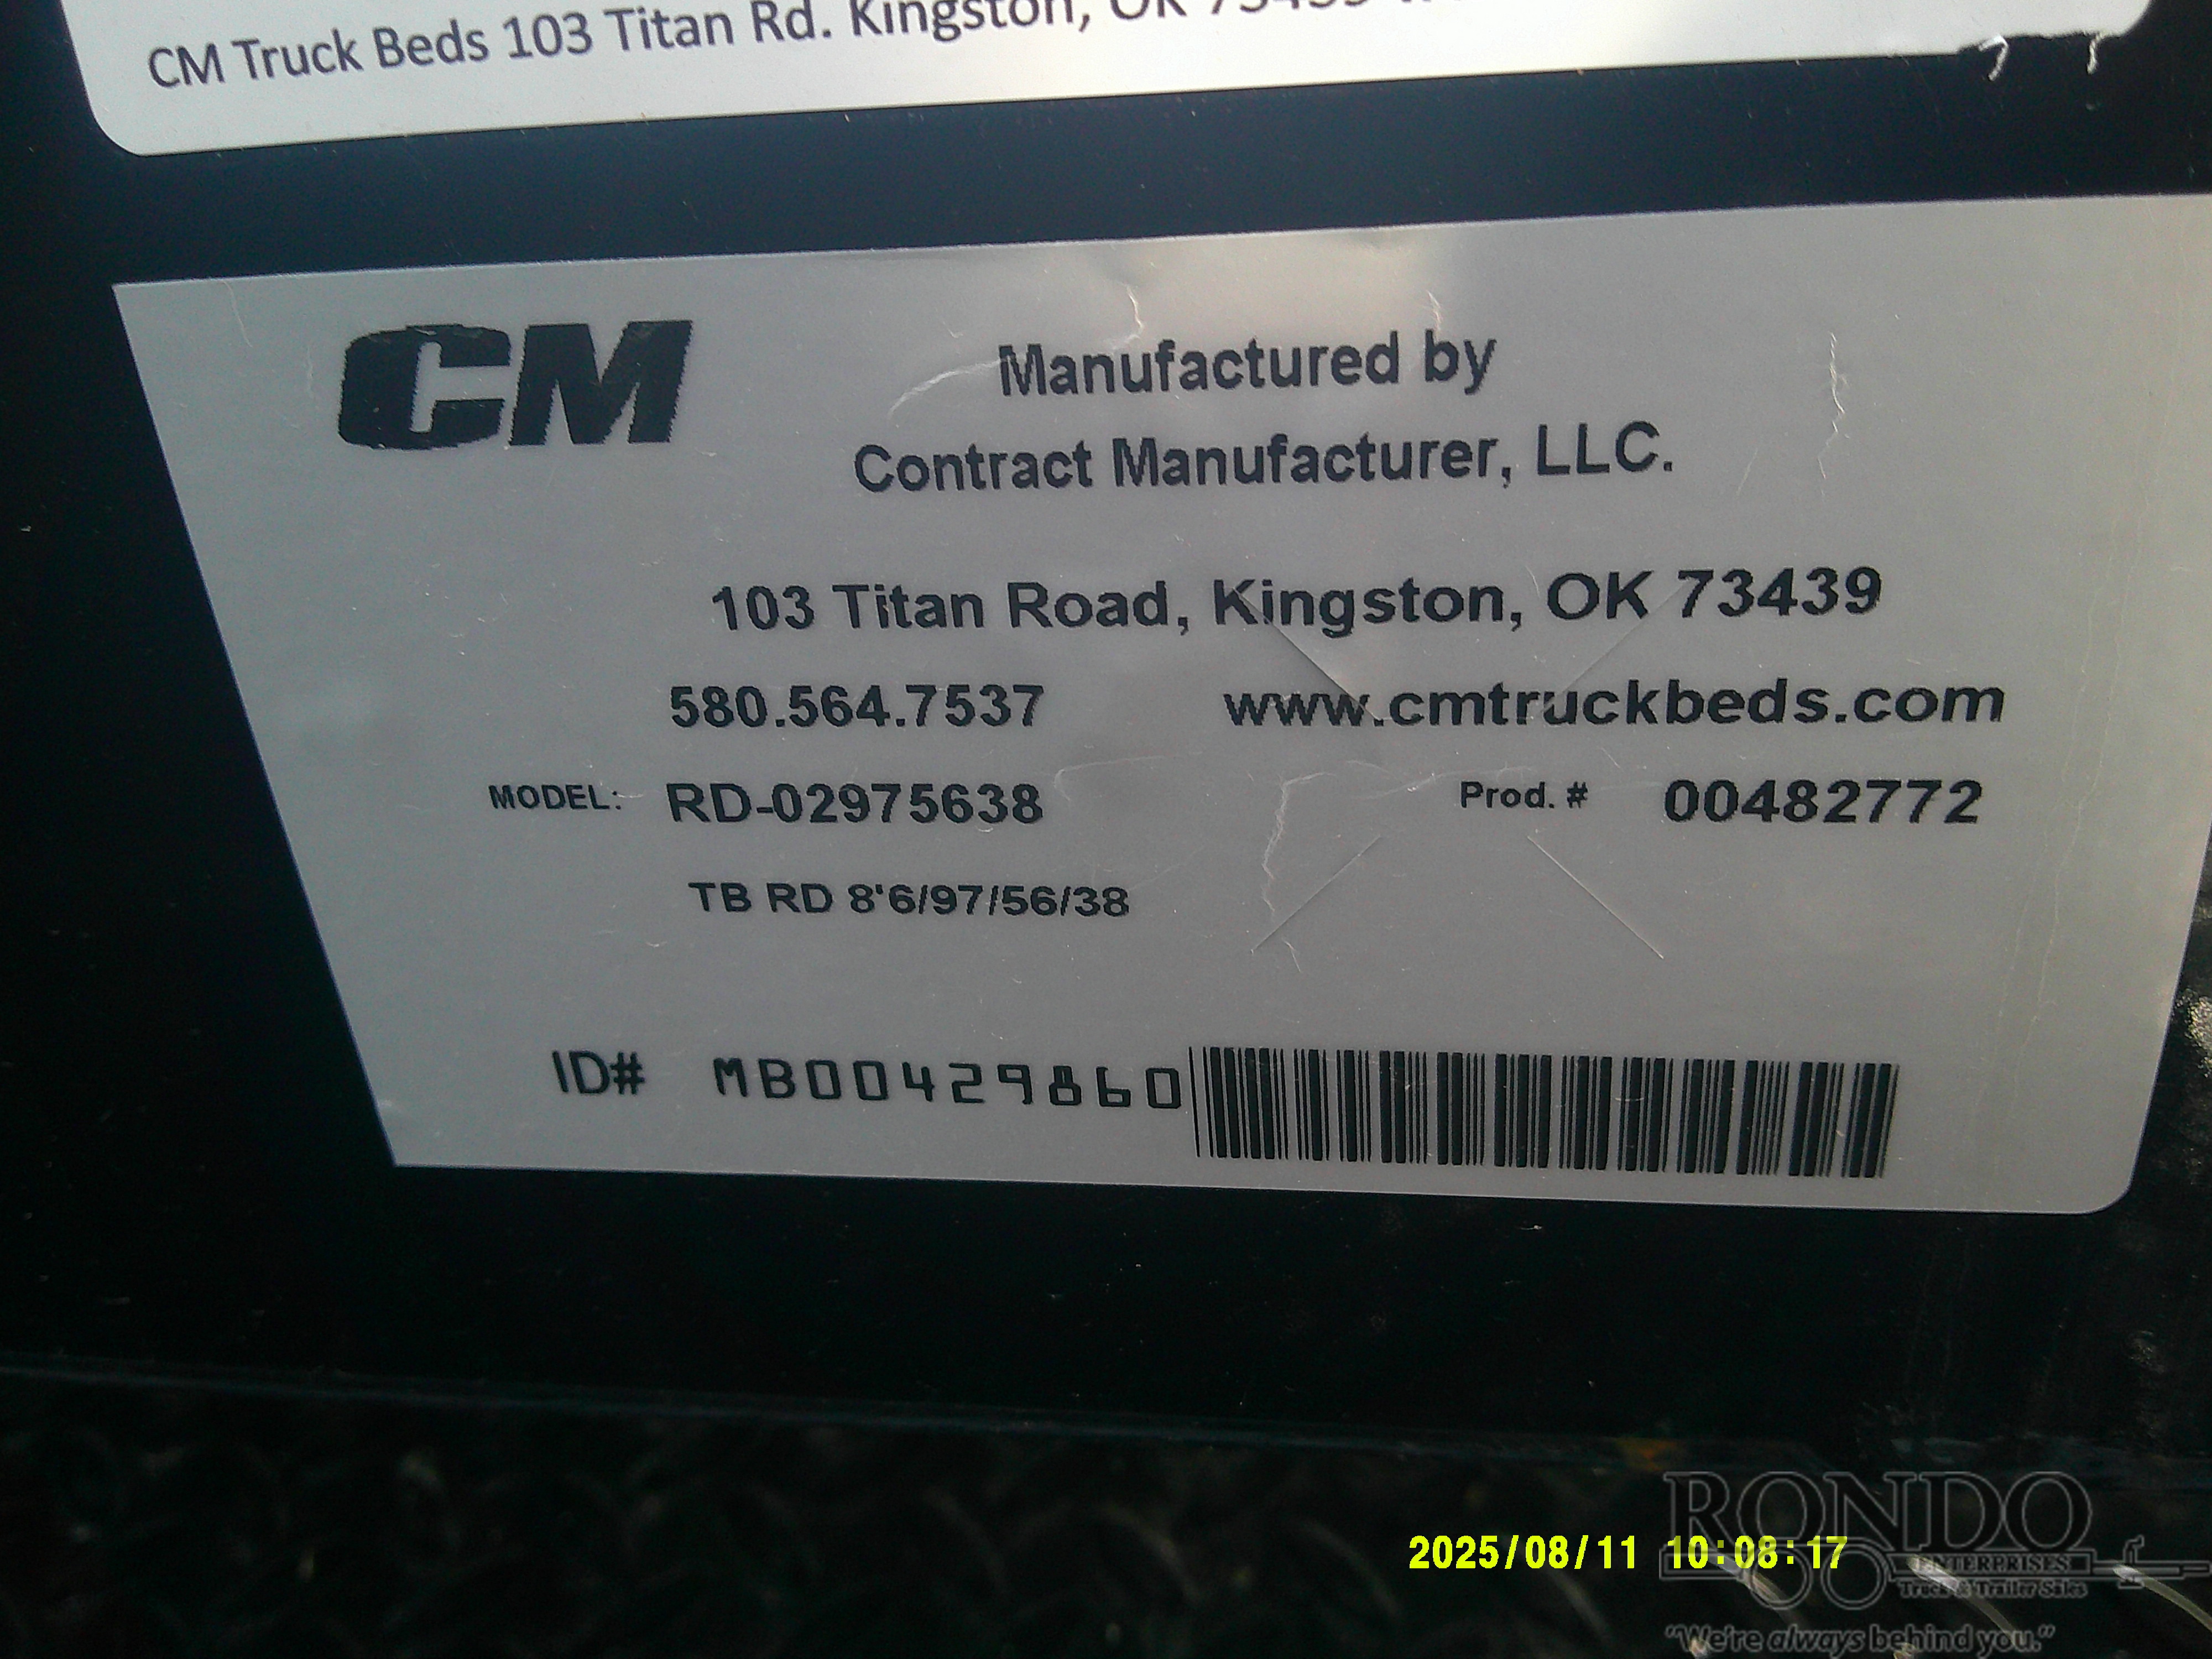 CM Truck Beds 103 Titan Rd. Kingston, OK 73439
CM
Manufactured by
Contract Manufacturer, LLC.
103 Titan Road, Kingston, OK 73439
580.564.7537 www.cmtruckbeds.com
MODEL: RD-02975638 Prod. # 00482772
TB RD 8'6/97/56/38
ID# MB00429860
RONDO
2025/08/11 10:08:17
ENTERPRISES
Truck & Trailer Sales
"We're always behind you."